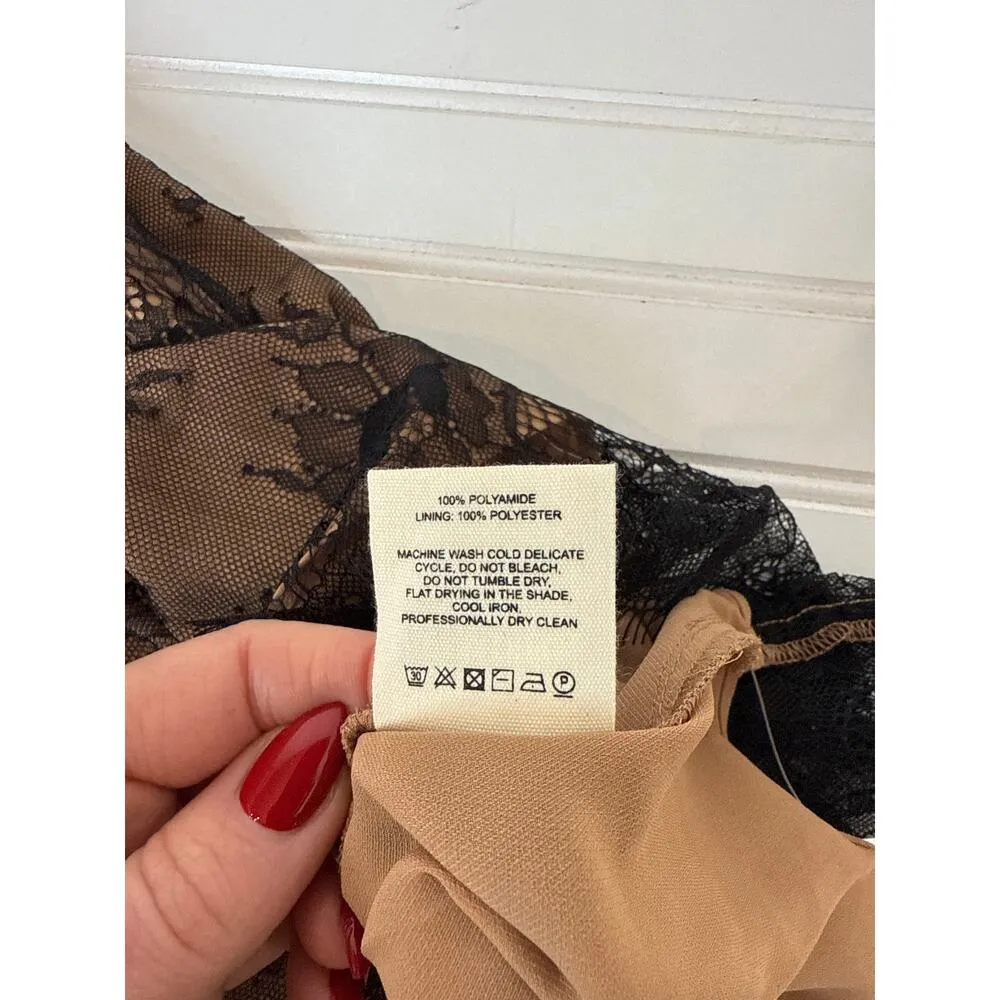 100% POLYAMIDE
LINING: 100% POLYESTER
MACHINE WASH COLD DELICATE
CYCLE, DO NOT BLEACH,
DO NOT TUMBLE DRY,
FLAT DRYING IN THE SHADE,
COOL IRON,
PROFESSIONALLY DRY CLEAN
30 P